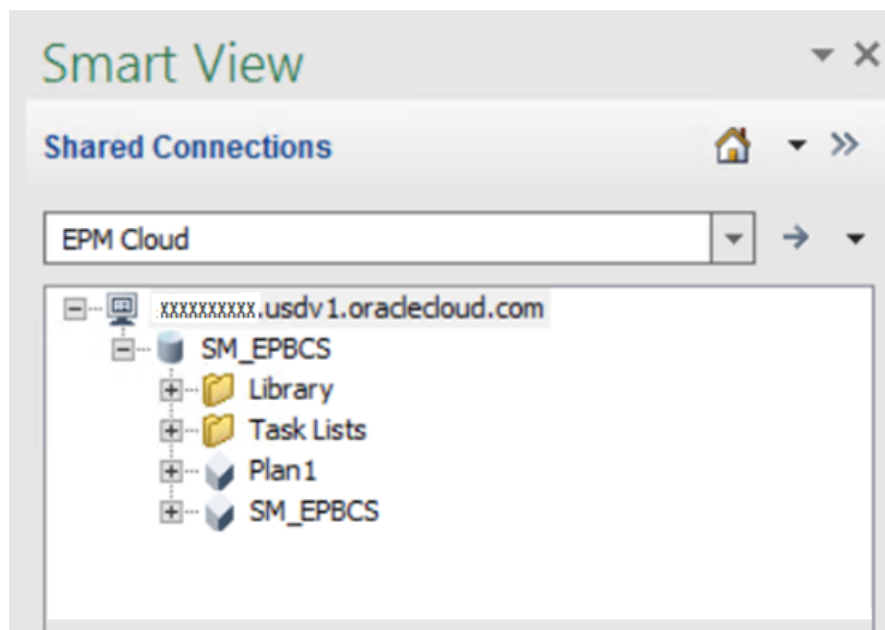 Smart View
Shared Connections
EPM Cloud
xxxxxxxxxx.usdv1.oraclecloud.com
SM_EPBCS
Library
Task Lists
Plan1
SM_EPBCS